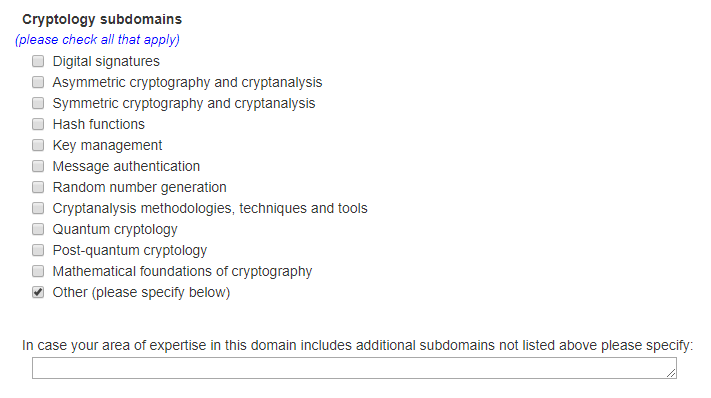 Cryptology subdomains
(please check all that apply)
Digital signatures
Asymmetric cryptography and cryptanalysis
Symmetric cryptography and cryptanalysis
Hash functions
Key management
Message authentication
Random number generation
Cryptanalysis methodologies, techniques and tools
Quantum cryptology
Post-quantum cryptology
Mathematical foundations of cryptography
Other (please specify below)
In case your area of expertise in this domain includes additional subdomains not listed above please specify: